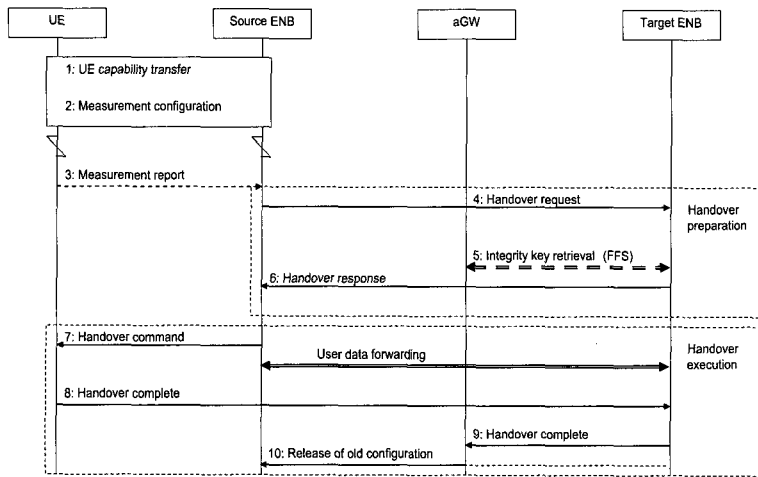 UE
Source ENB
aGW
Target ENB
1: UE capability transfer
2: Measurement configuration
3: Measurement report
4: Handover request
Handover
preparation
5: Integrity key retrieval (FFS)
6: Handover response
7: Handover command
Handover
execution
User data forwarding
8: Handover complete
9: Handover complete
10: Release of old configuration